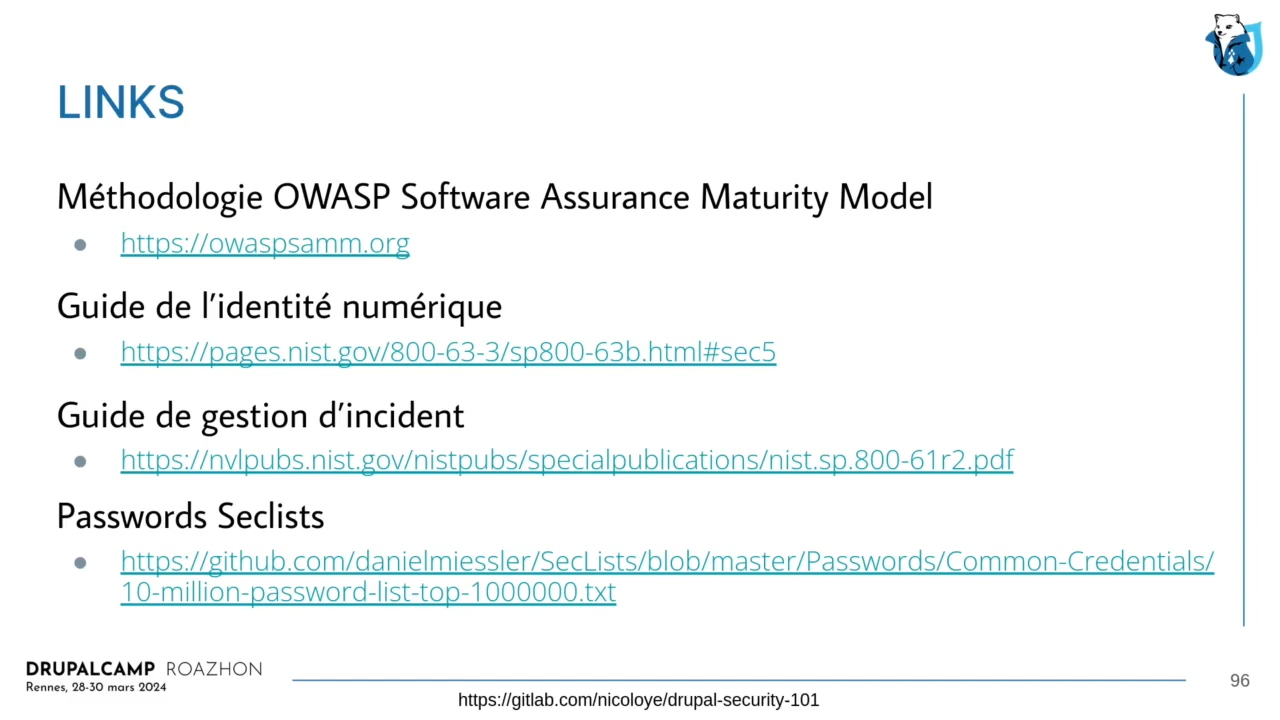 LINKS
Méthodologie OWASP Software Assurance Maturity Model
● https://owaspsamm.org
Guide de l’identité numérique
● https://pages.nist.gov/800-63-3/sp800-63b.html#sec5
Guide de gestion d’incident
● https://nvlpubs.nist.gov/nistpubs/specialpublications/nist.sp.800-61r2.pdf
Passwords Seclists
● https://github.com/danielmiessler/SecLists/blob/master/Passwords/Common-Credentials/
10-million-password-list-top-1000000.txt
DRUPALCAMP ROAZHON
Rennes, 28-30 mars 2024
https://gitlab.com/nicoloye/drupal-security-101
96